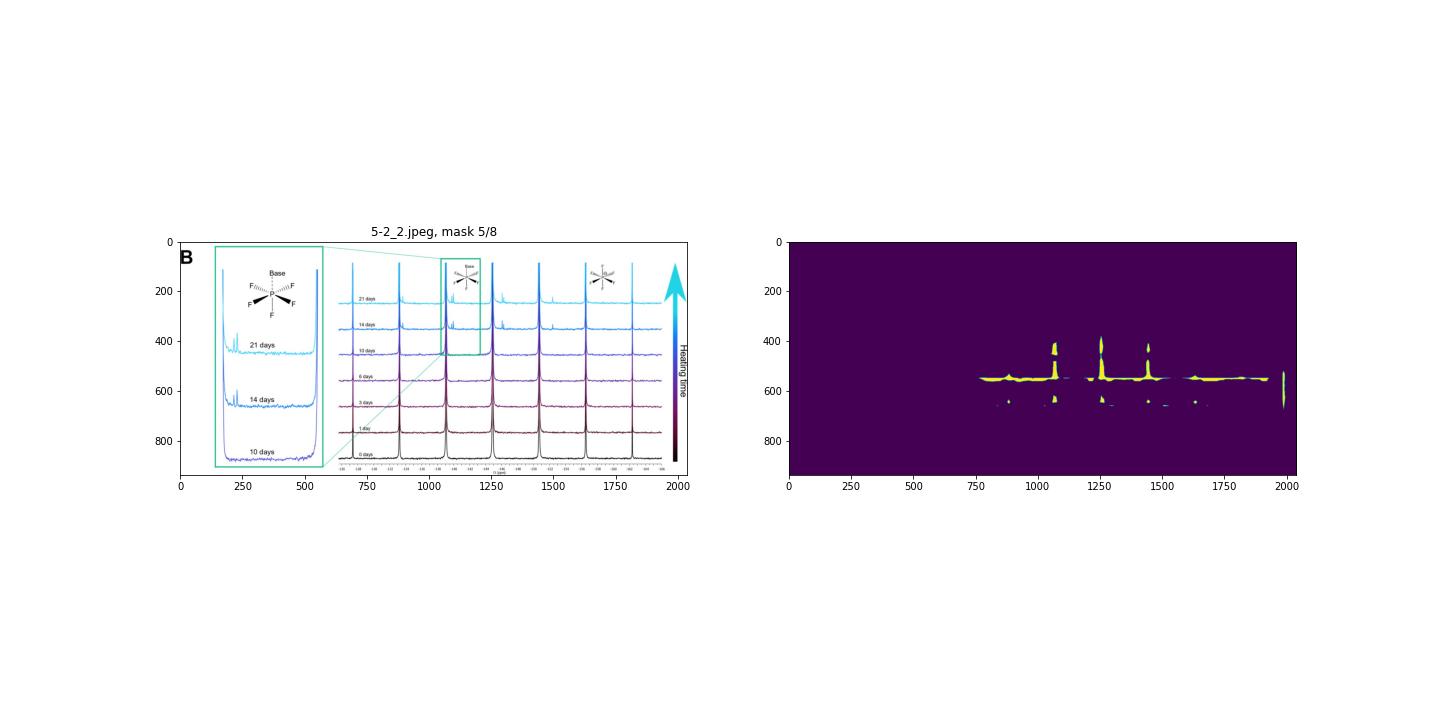 5-2_2.jpeg, mask 5/8
B
Base
F F
P
F F
F
21 days
14 days
10 days
Base
21 days
14 days
10 days
6 days
3 days
1 day
0 days
Heating time
0
200
400
600
800
0 250 500 750 1000 1250 1500 1750 2000
0
200
400
600
800
0 250 500 750 1000 1250 1500 1750 2000